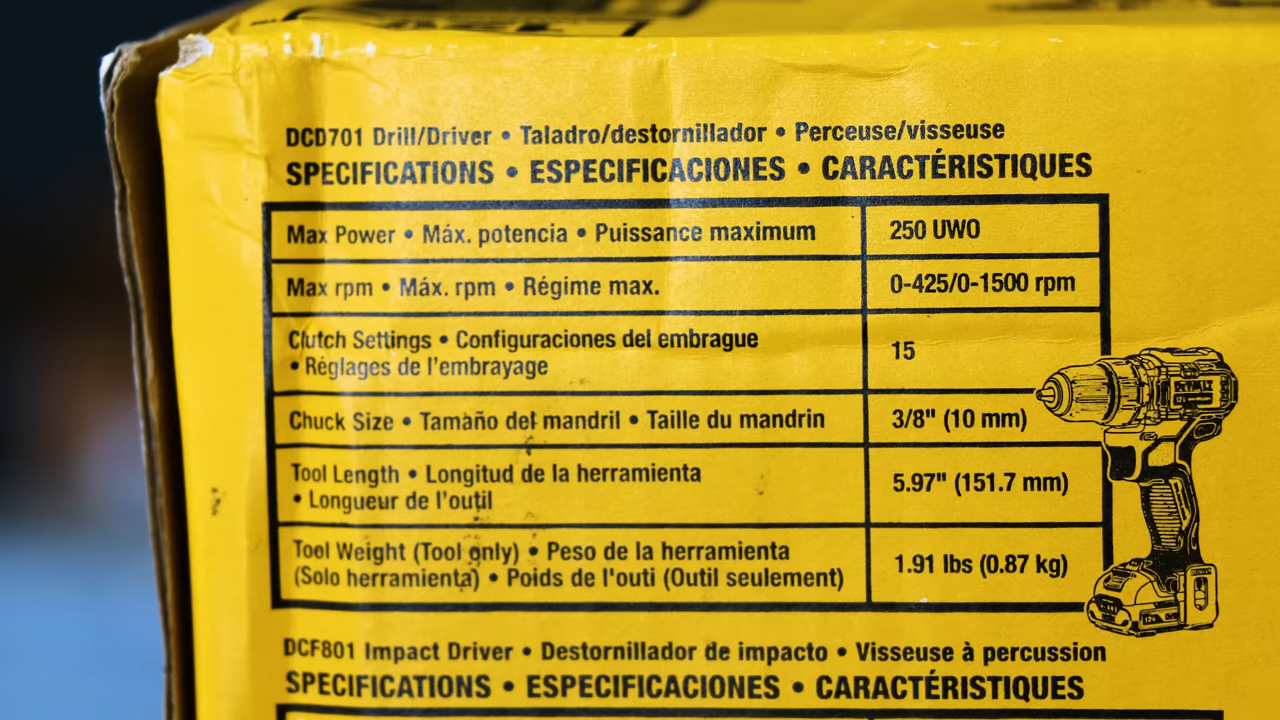 DCD701 Drill/Driver • Taladro/destornillador • Perceuse/visseuse
SPECIFICATIONS • ESPECIFICACIONES • CARACTÉRISTIQUES
Max Power • Máx. potencia • Puissance maximum 250 UWO
Max rpm • Máx. rpm • Régime max. 0-425/0-1500 rpm
Clutch Settings • Configuraciones del embrague
• Réglages de l'embrayage 15
Chuck Size • Tamaño del mandril • Taille du mandrin 3/8" (10 mm)
Tool Length • Longitud de la herramienta
• Longueur de l'outil 5.97" (151.7 mm)
Tool Weight (Tool only) • Peso de la herramienta
(Solo herramienta) • Poids de l'outi (Outil seulement) 1.91 lbs (0.87 kg)
DEWALT
DCF801 Impact Driver • Destornillador de impacto • Visseuse à percussion
SPECIFICATIONS • ESPECIFICACIONES • CARACTÉRISTIQUES